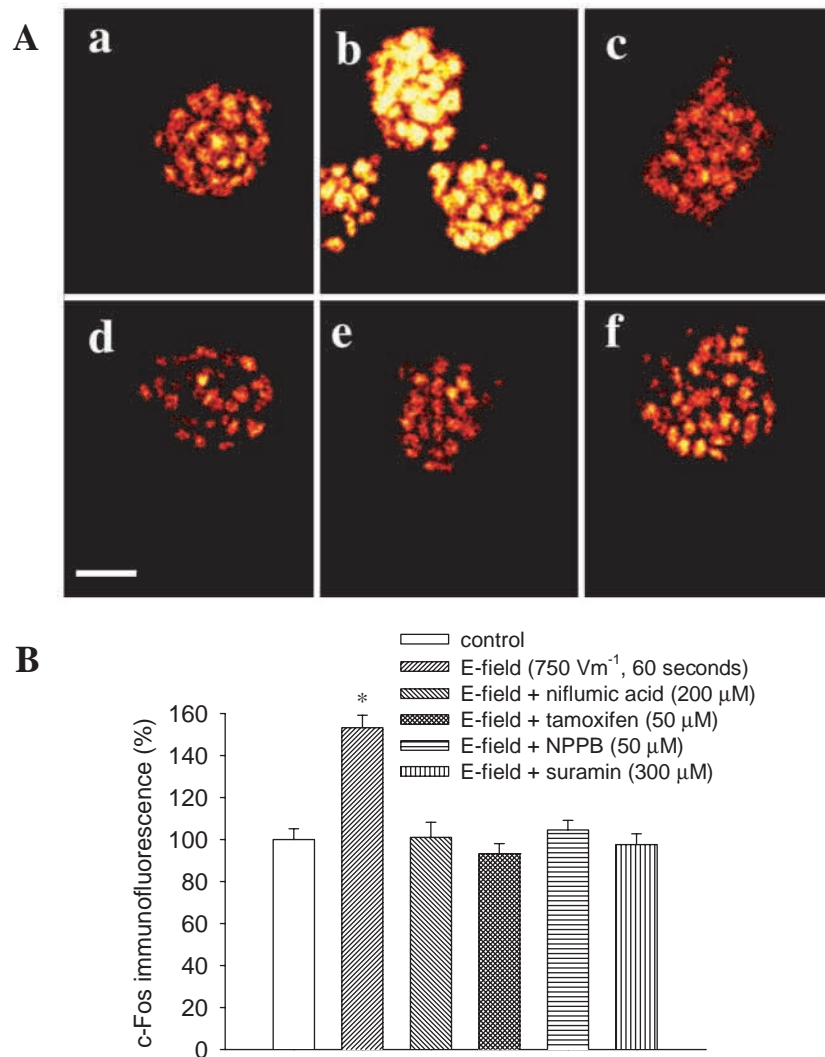 A
a
b
c
d
e
f
B
control
E-field (750 Vm⁻¹, 60 seconds)
E-field + niflumic acid (200 μM)
E-field + tamoxifen (50 μM)
E-field + NPPB (50 μM)
E-field + suramin (300 μM)
c-Fos immunofluorescence (%)
160
140
120
100
80
60
40
20
0
*